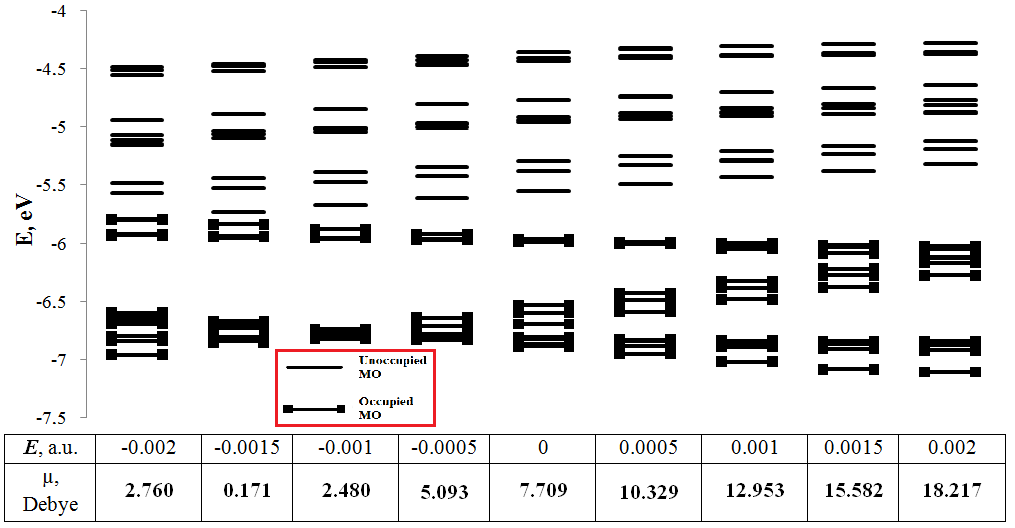 -4
-4.5
-5
-5.5
-6
-6.5
-7
-7.5
E, eV
Unoccupied
MO
Occupied
MO
E, a.u. -0.002 -0.0015 -0.001 -0.0005 0 0.0005 0.001 0.0015 0.002
μ,
Debye 2.760 0.171 2.480 5.093 7.709 10.329 12.953 15.582 18.217